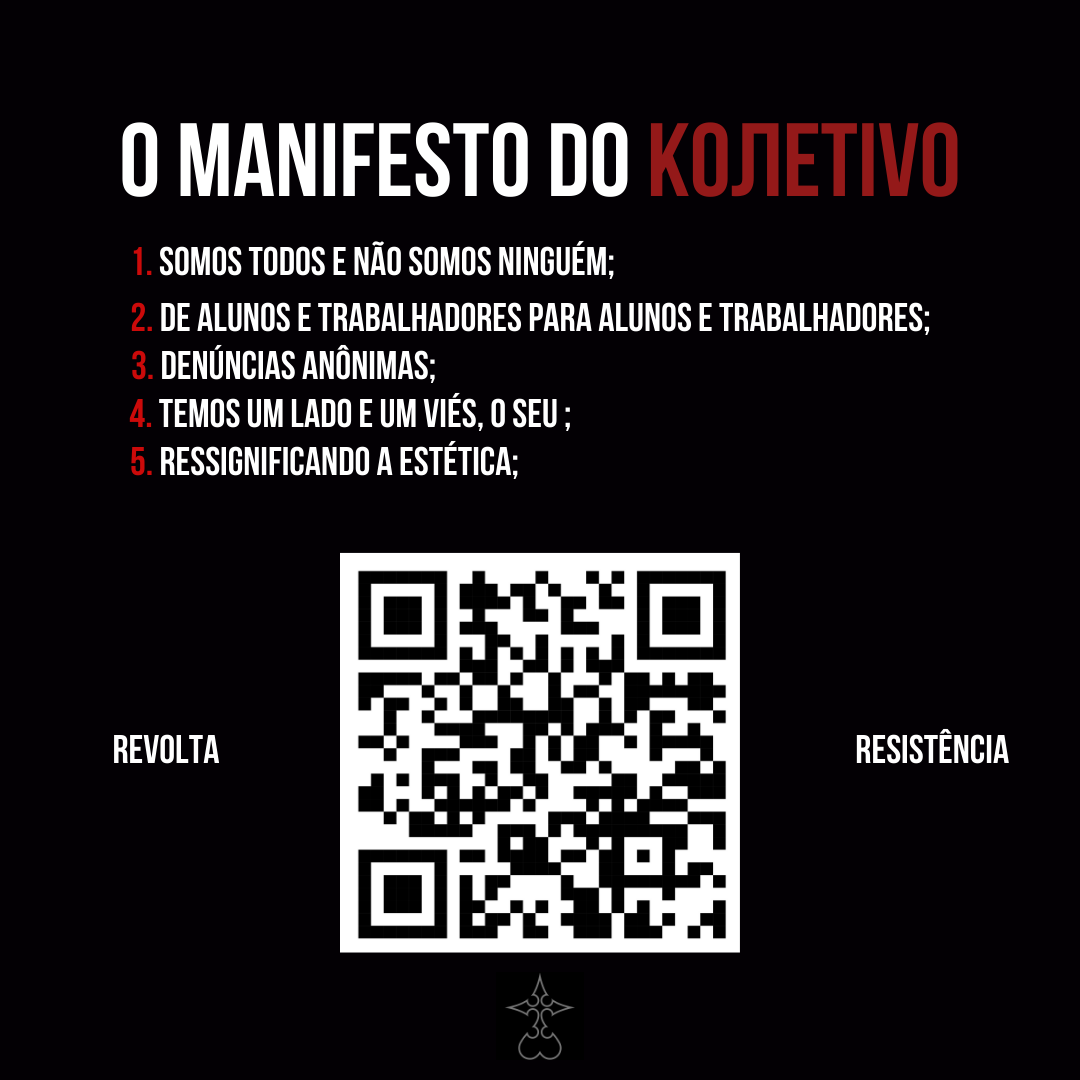 O MANIFESTO DO KOЛETIVO
1. SOMOS TODOS E NÃO SOMOS NINGUÉM;
2. DE ALUNOS E TRABALHADORES PARA ALUNOS E TRABALHADORES;
3. DENÚNCIAS ANÔNIMAS;
4. TEMOS UM LADO E UM VIÉS, O SEU ;
5. RESSIGNIFICANDO A ESTÉTICA;
REVOLTA
RESISTÊNCIA